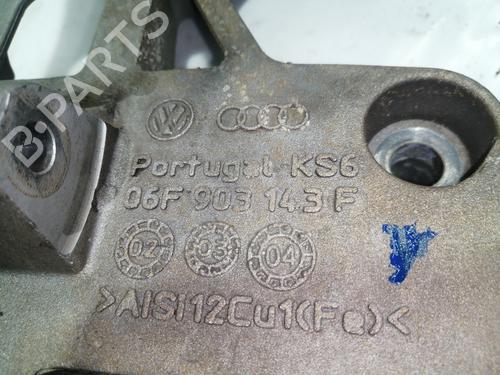 Portugal KS6
06F 903 143 F
02 03 04
>AlSi12Cu1(Fe)<
B-PARTS